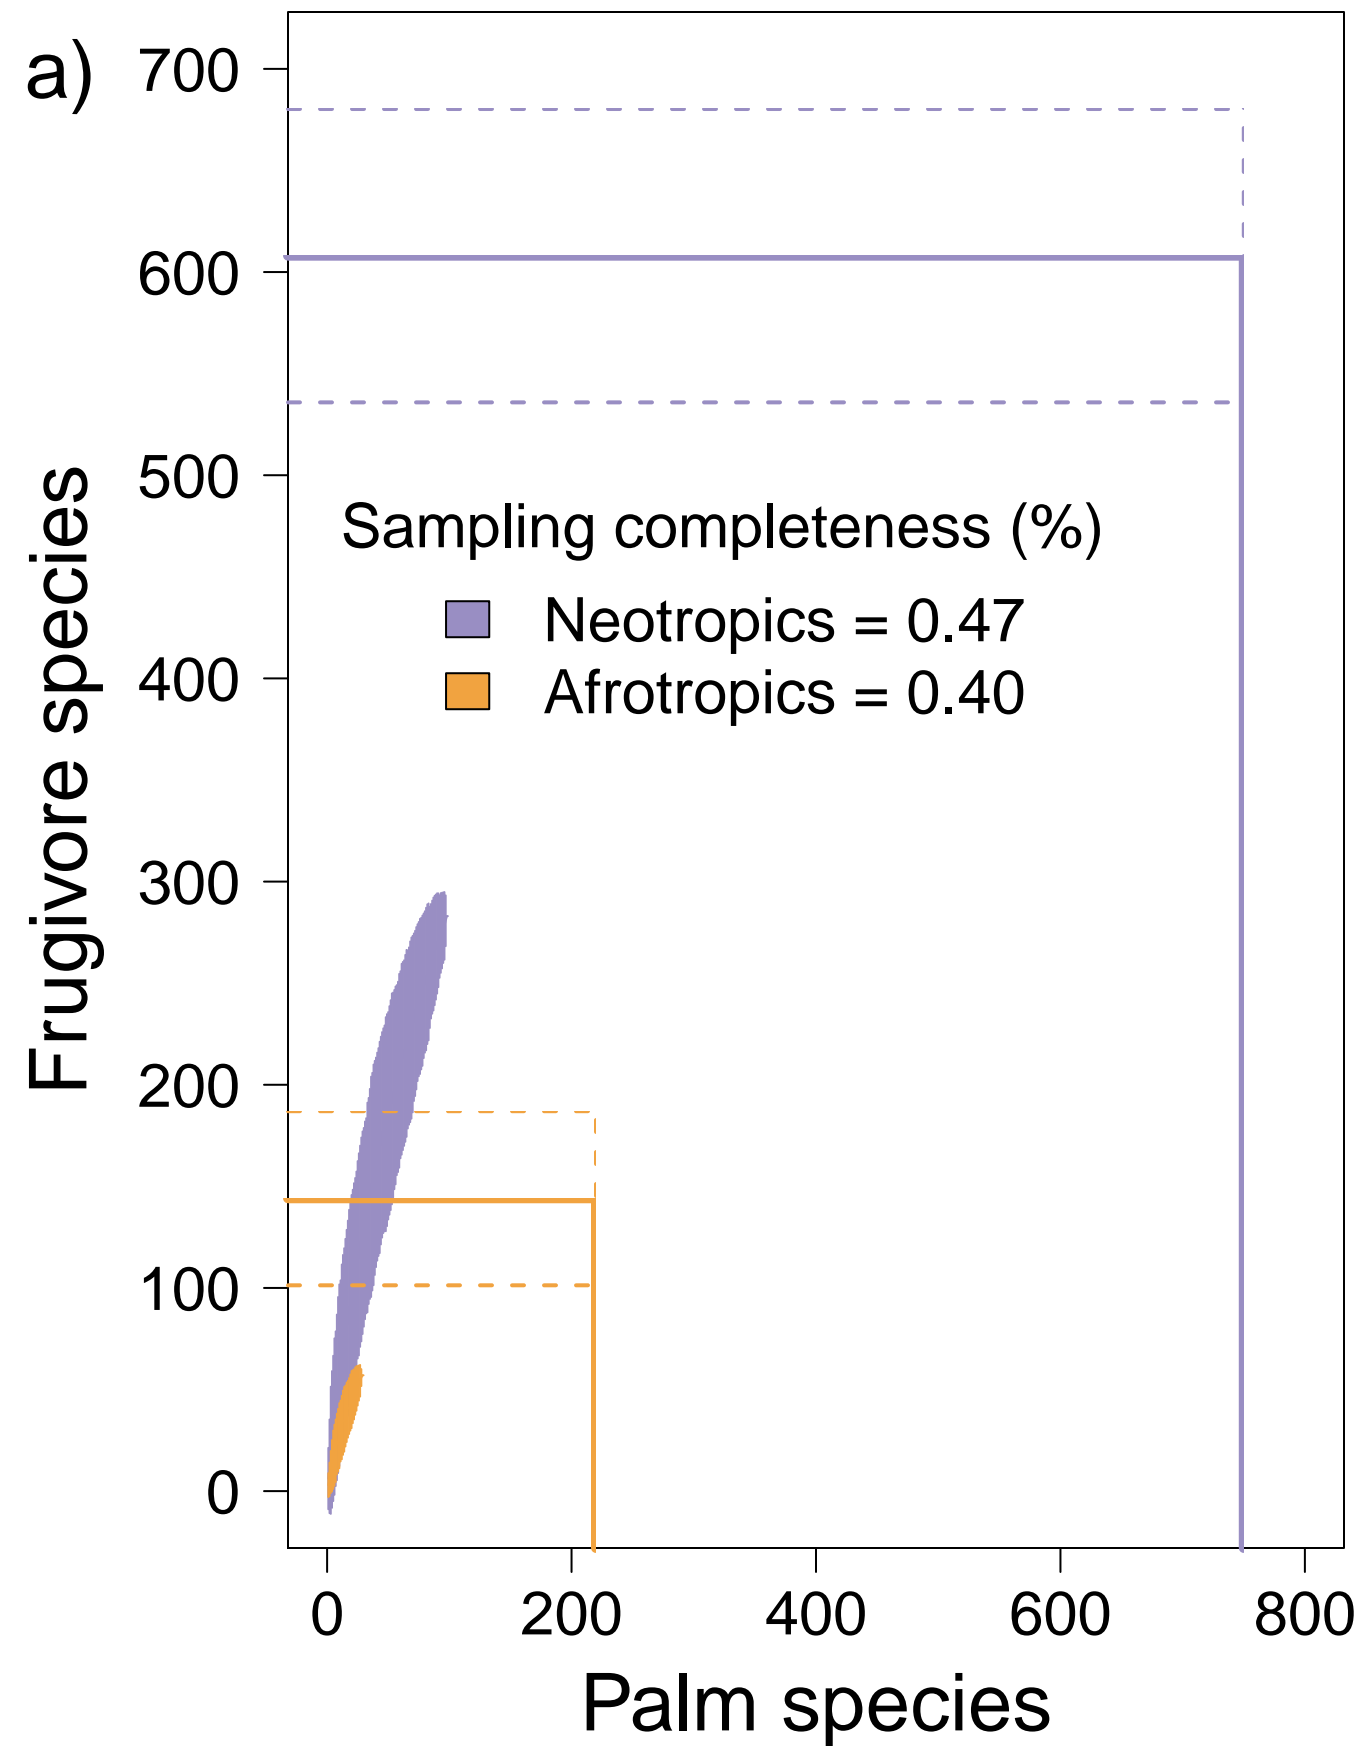 a)
700
600
500
400
300
200
100
0
Frugivore species
Sampling completeness (%)
Neotropics = 0.47
Afrotropics = 0.40
0 200 400 600 800
Palm species